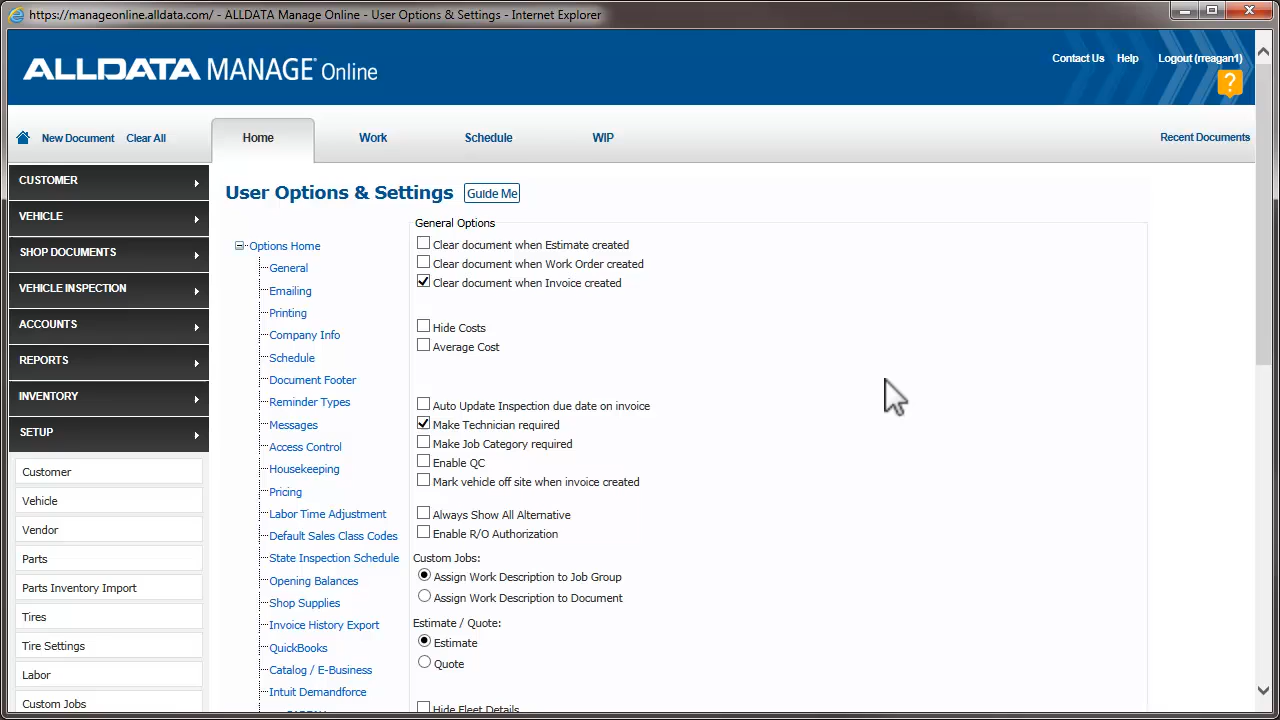 https://manageonline.alldata.com/ - ALLDATA Manage Online - User Options & Settings - Internet Explorer
ALLDATA MANAGE Online
Contact Us Help Logout (rreagan1)
?
New Document Clear All Home Work Schedule WIP Recent Documents
CUSTOMER
VEHICLE
SHOP DOCUMENTS
VEHICLE INSPECTION
ACCOUNTS
REPORTS
INVENTORY
SETUP
Customer
Vehicle
Vendor
Parts
Parts Inventory Import
Tires
Tire Settings
Labor
Custom Jobs
User Options & Settings Guide Me
Options Home
General
Emailing
Printing
Company Info
Schedule
Document Footer
Reminder Types
Messages
Access Control
Housekeeping
Pricing
Labor Time Adjustment
Default Sales Class Codes
State Inspection Schedule
Opening Balances
Shop Supplies
Invoice History Export
QuickBooks
Catalog / E-Business
Intuit Demandforce
General Options
Clear document when Estimate created
Clear document when Work Order created
Clear document when Invoice created
Hide Costs
Average Cost
Auto Update Inspection due date on invoice
Make Technician required
Make Job Category required
Enable QC
Mark vehicle off site when invoice created
Always Show All Alternative
Enable R/O Authorization
Custom Jobs:
Assign Work Description to Job Group
Assign Work Description to Document
Estimate / Quote:
Estimate
Quote
Hide Fleet Details